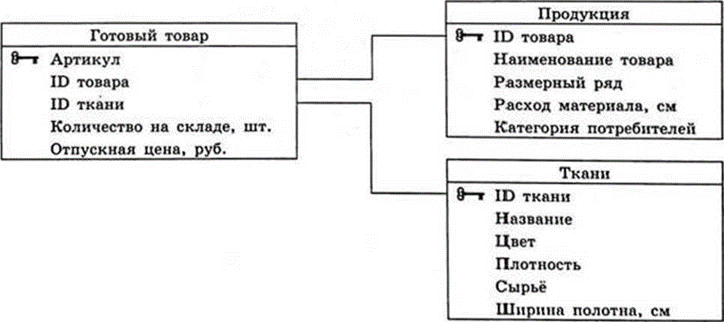 Готовый товар
Артикул
ID товара
ID ткани
Количество на складе, шт.
Отпускная цена, руб.
Продукция
ID товара
Наименование товара
Размерный ряд
Расход материала, см
Категория потребителей
Ткани
ID ткани
Название
Цвет
Плотность
Сырьё
Ширина полотна, см